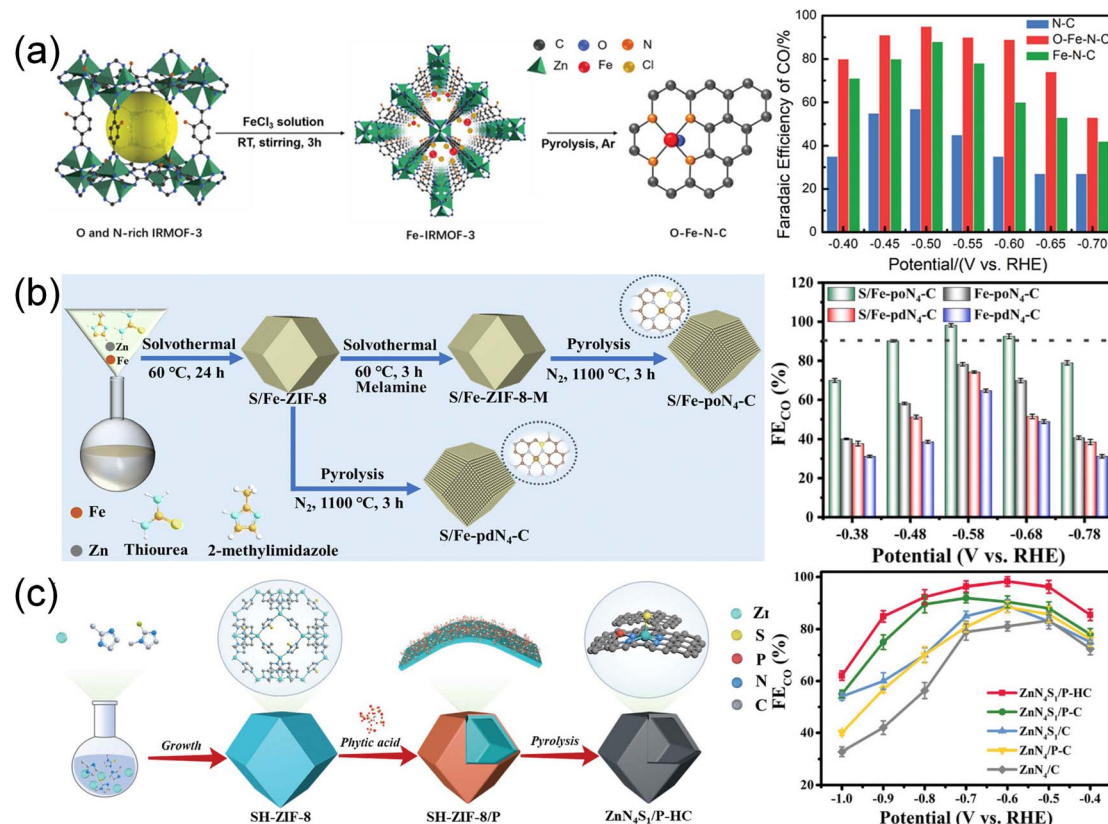 (a)
C
O
N
Zn
Fe
Cl
FeCl3 solution
RT, stirring, 3h
Pyrolysis, Ar
O and N-rich IRMOF-3
Fe-IRMOF-3
O-Fe-N-C
Faradaic Efficiency of CO/%
100
80
60
40
20
0
N-C
O-Fe-N-C
Fe-N-C
-0.40 -0.45 -0.50 -0.55 -0.60 -0.65 -0.70
Potential/(V vs. RHE)
(b)
Zn
Fe
Solvothermal
60 °C, 24 h
S/Fe-ZIF-8
Solvothermal
60 °C, 3 h
Melamine
S/Fe-ZIF-8-M
Pyrolysis
N2, 1100 °C, 3 h
S/Fe-poN4-C
Pyrolysis
N2, 1100 °C, 3 h
S/Fe-pdN4-C
Fe
Zn
Thiourea
2-methylimidazole
FECO (%)
120
100
80
60
40
20
0
S/Fe-poN4-C
Fe-poN4-C
S/Fe-pdN4-C
Fe-pdN4-C
-0.38 -0.48 -0.58 -0.68 -0.78
Potential (V vs. RHE)
(c)
Growth
SH-ZIF-8
Phytic acid
SH-ZIF-8/P
Pyrolysis
ZnN4S1/P-HC
S
P
N
C
FECO (%)
100
80
60
80
40
20
ZnN4S1/P-HC
ZnN4S1/P-C
ZnN4S1/C
ZnN4/P-C
ZnN4/C
-1.0 -0.9 -0.8 -0.7 -0.6 -0.5 -0.4
Potential (V vs. RHE)